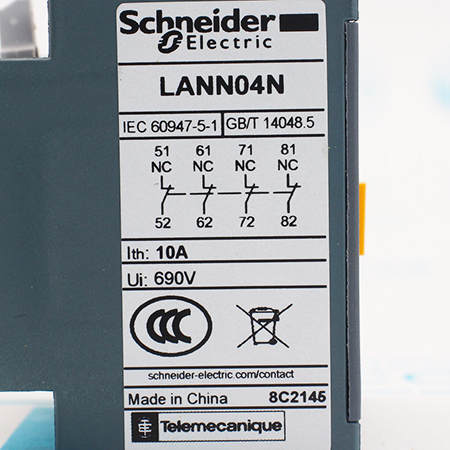 Schneider
Electric
LANN04N
IEC 60947-5-1 GB/T 14048.5
51 61 71 81
NC NC NC NC
52 62 72 82
Ith: 10A
Ui: 690V
CCC
schneider-electric.com/contact
Made in China 8C2145
Telemecanique